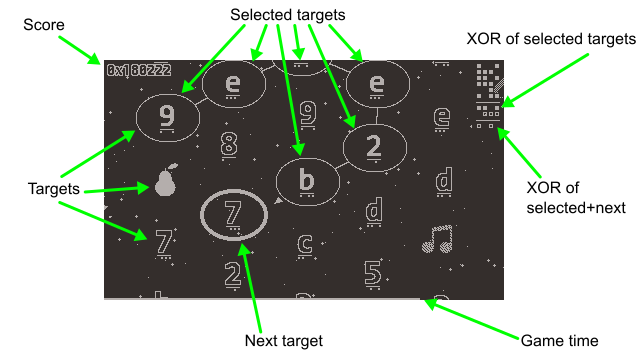 Selected targets
Score
XOR of selected targets
0x180222
e
e
9
9
e
8
2
Targets
b
d
XOR of
selected+next
7
d
7
c
2
5
Next target
Game time